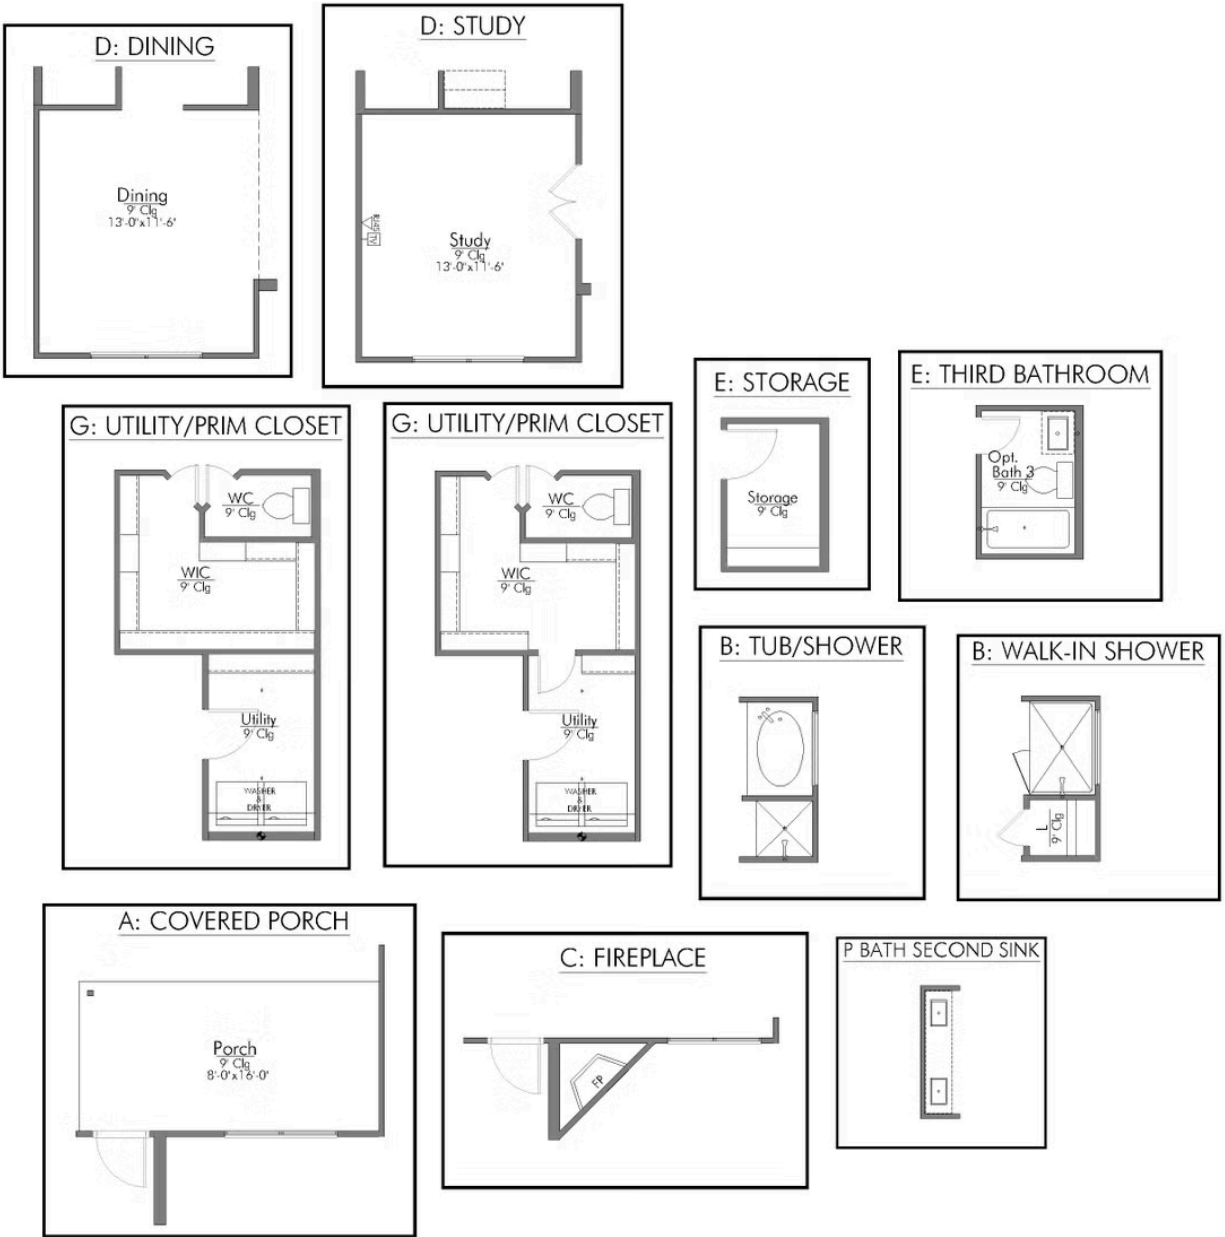 D: DINING
Dining
9' Clg
13'-0"x11'-6"
D: STUDY
RJ45 TV
Study
9' Clg
13'-0"x11'-6"
G: UTILITY/PRIM CLOSET
WC
9' Clg
WIC
9' Clg
Utility
9' Clg
WASHER
&
DRYER
G: UTILITY/PRIM CLOSET
WC
9' Clg
WIC
9' Clg
Utility
9' Clg
WASHER
&
DRYER
E: STORAGE
Storage
9' Clg
E: THIRD BATHROOM
Opt.
Bath 3
9' Clg
B: TUB/SHOWER
B: WALK-IN SHOWER
L
9' Clg
A: COVERED PORCH
Porch
9' Clg
8'-0"x16'-0"
C: FIREPLACE
FP
P BATH SECOND SINK